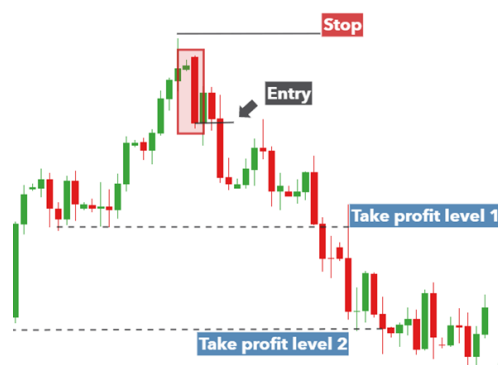 Stop
Entry
Take profit level 1
Take profit level 2